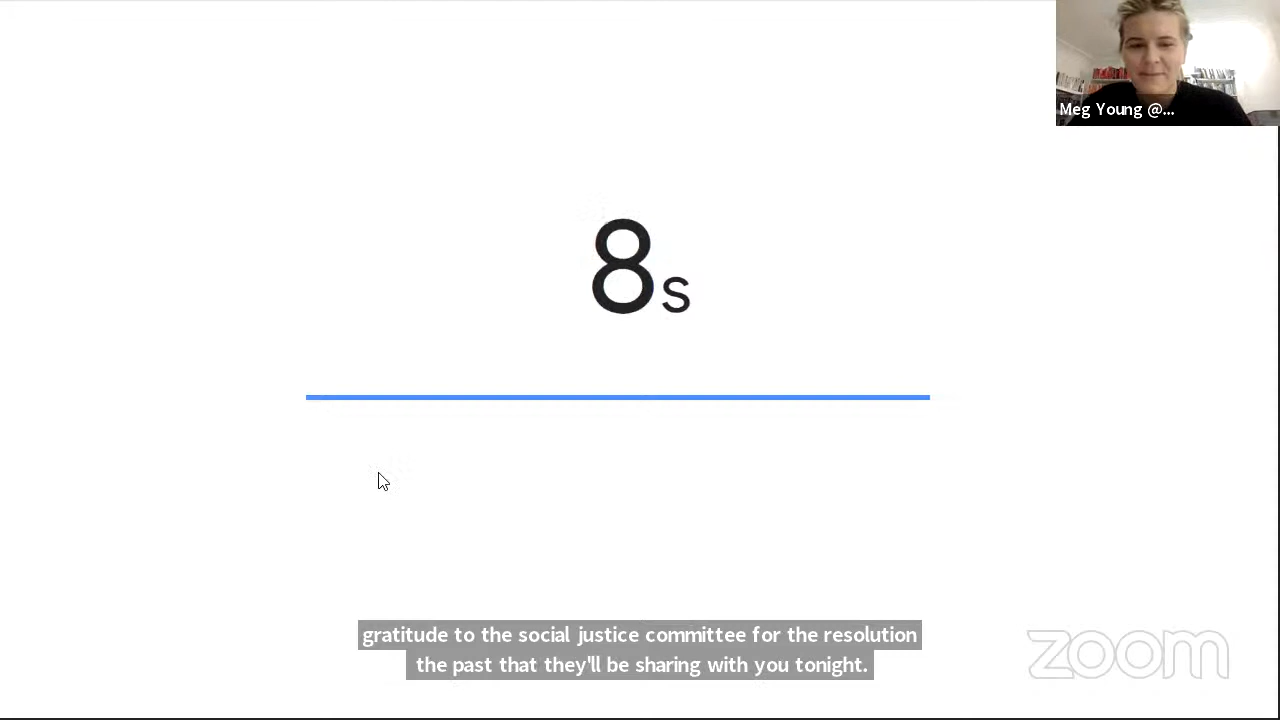 Meg Young @...
8s
gratitude to the social justice committee for the resolution
the past that they'll be sharing with you tonight.
zoom